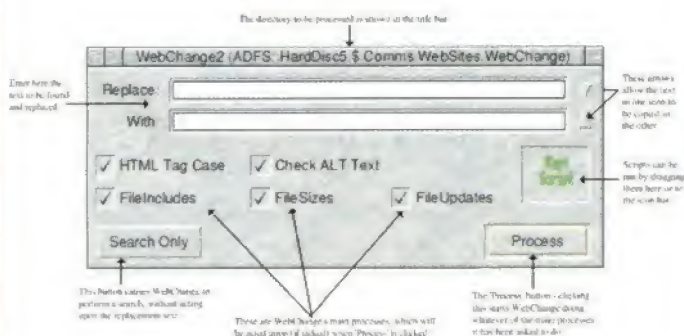 The directory to be processed is shown in the title bar
WebChange2 (ADFS::HardDisc5.$.Comms.WebSites.WebChange)
Enter here the
text to be found
and replaced
Replace
With
These arrows
allow the text
in one icon to
be copied to
the other
HTML Tag Case
Check ALT Text
FileIncludes
FileSizes
FileUpdates
Run
Script
Scripts can be
run by dragging
them here or to
the icon bar
Search Only
Process
This button causes WebChange to
perform a search, without acting
upon the replacement text
These are WebChange's main processes, which will
be acted upon (if ticked) when 'Process' is clicked
The 'Process' button - clicking
this starts WebChange doing
whatever of the main processes
it has been asked to do